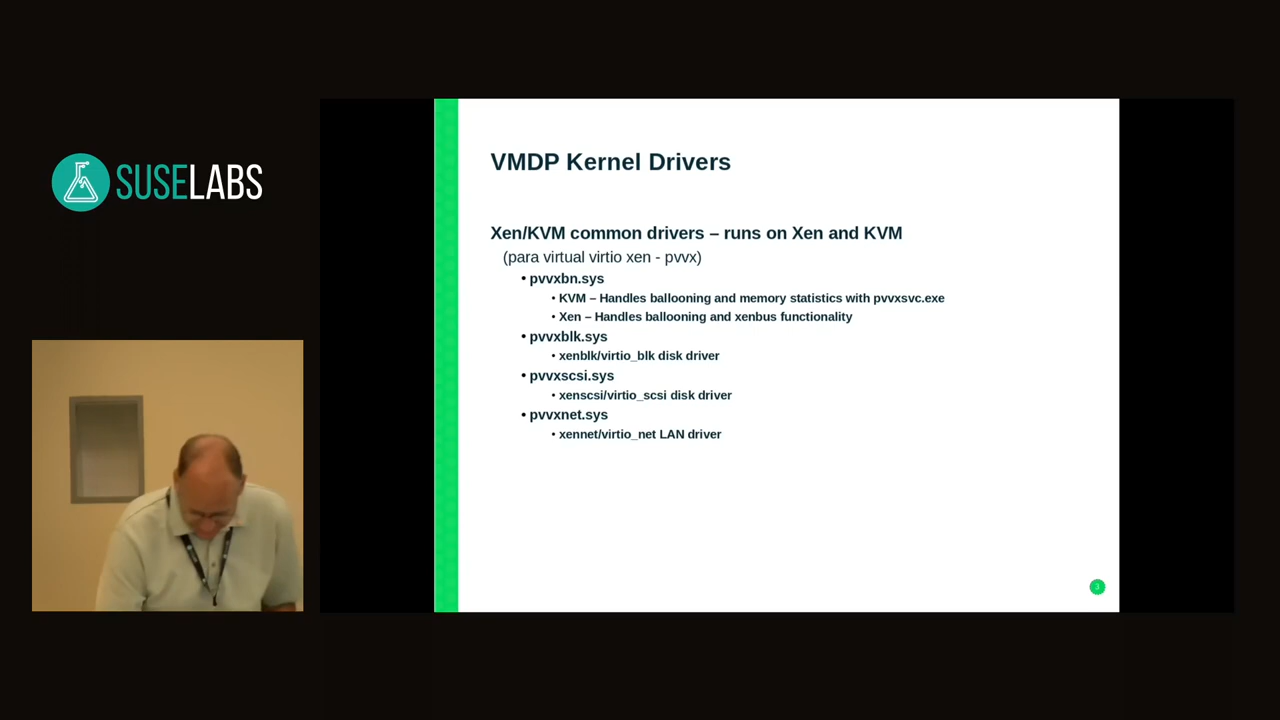 SUSELABS
VMDP Kernel Drivers
Xen/KVM common drivers – runs on Xen and KVM
(para virtual virtio xen - pvvx)
• pvvxbn.sys
• KVM – Handles ballooning and memory statistics with pvvxsvc.exe
• Xen – Handles ballooning and xenbus functionality
• pvvxblk.sys
• xenblk/virtio_blk disk driver
• pvvxscsi.sys
• xenscsi/virtio_scsi disk driver
• pvvxnet.sys
• xennet/virtio_net LAN driver
3